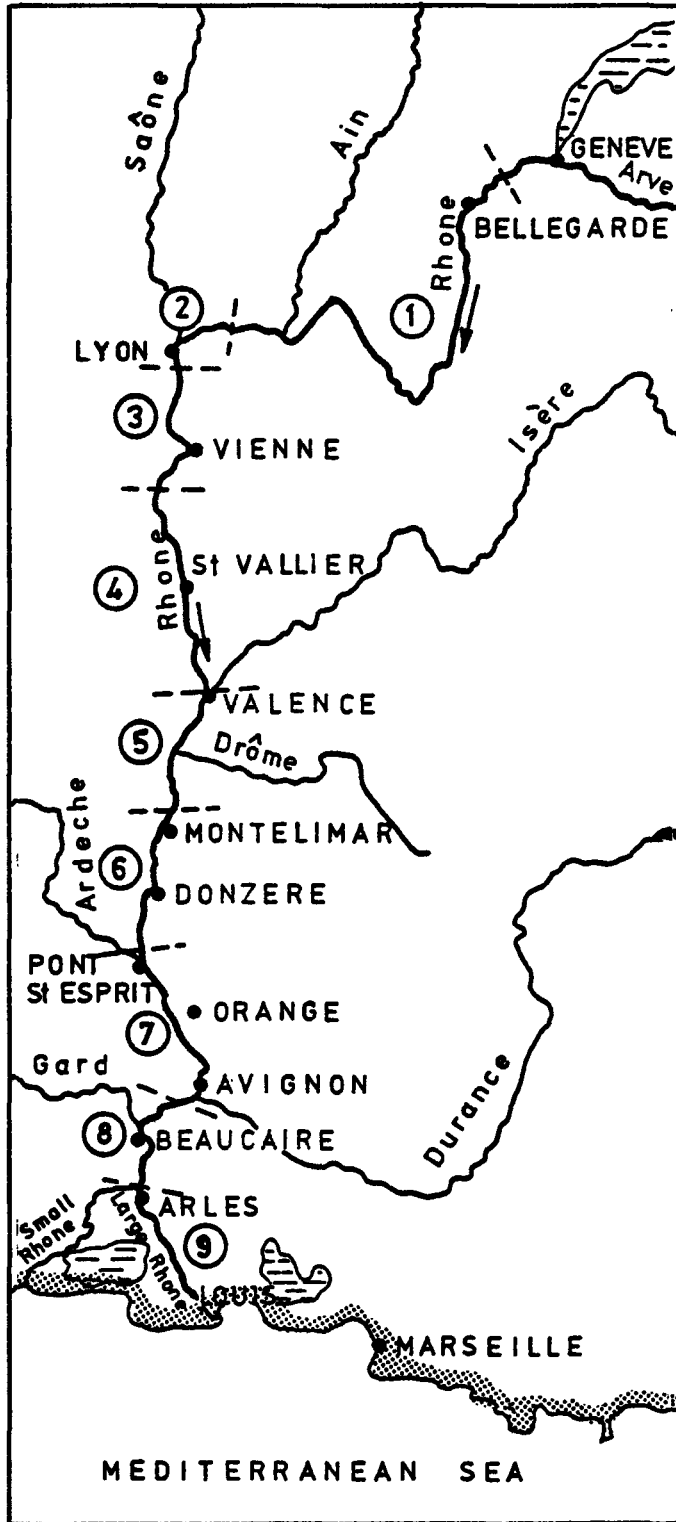 Saône
Ain
GENEVE
Arve
Rhone
BELLEGARDE
1
2
LYON
Isère
3
VIENNE
Rhone
St VALLIER
4
VALENCE
5
Drôme
Ardeche
MONTELIMAR
6
DONZERE
PONT
St ESPRIT
ORANGE
7
Gard
AVIGNON
Durance
8
BEAUCAIRE
ARLES
Small
Rhone
Large Rhone
9
LOUIS
MARSEILLE
MEDITERRANEAN SEA